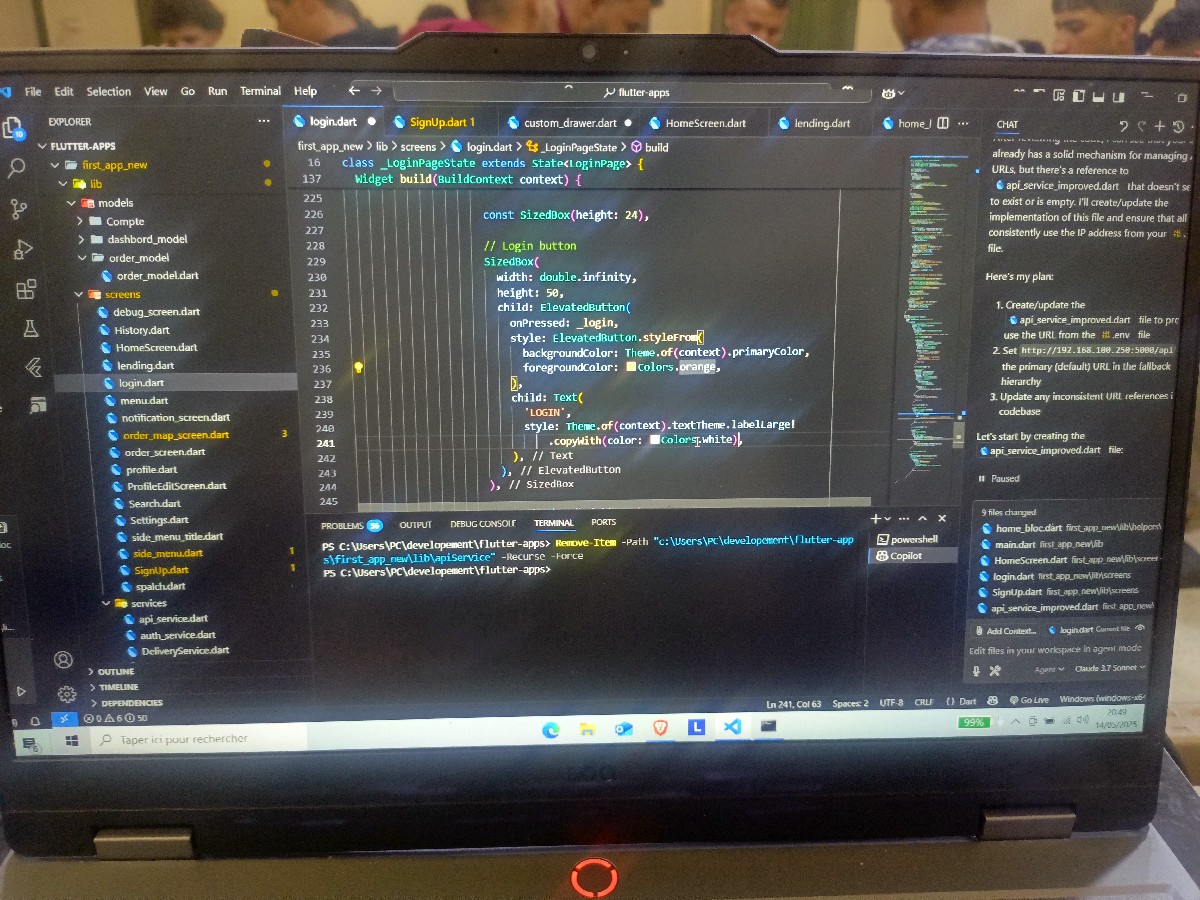 File Edit Selection View Go Run Terminal Help
flutter-apps
EXPLORER
FLUTTER-APPS
first_app_new
lib
models
Compte
dashbord_model
order_model
order_model.dart
screens
debug_screen.dart
History.dart
HomeScreen.dart
lending.dart
login.dart
menu.dart
notification_screen.dart
order_map_screen.dart 3
order_screen.dart
profile.dart
ProfileEditScreen.dart
Search.dart
Settings.dart
side_menu_title.dart
side_menu.dart 1
SignUp.dart 1
spalch.dart
services
api_service.dart
auth_service.dart
DeliveryService.dart
OUTLINE
TIMELINE
DEPENDENCIES
login.dart SignUp.dart 1 custom_drawer.dart HomeScreen.dart lending.dart home_
first_app_new > lib > screens > login.dart > _LoginPageState > build
16 class _LoginPageState extends State<LoginPage> {
137 Widget build(BuildContext context) {
225
226 const SizedBox(height: 24),
227
228 // Login button
229 SizedBox(
230 width: double.infinity,
231 height: 50,
232 child: ElevatedButton(
233 onPressed: _login,
234 style: ElevatedButton.styleFrom(
235 backgroundColor: Theme.of(context).primaryColor,
236 foregroundColor: Colors.orange,
237 ),
238 child: Text(
239 'LOGIN',
240 style: Theme.of(context).textTheme.labelLarge!
241 .copyWith(color: Colors.white),
242 ), // Text
243 ), // ElevatedButton
244 ), // SizedBox
245
PROBLEMS 56 OUTPUT DEBUG CONSOLE TERMINAL PORTS
PS C:\Users\PC\developement\flutter-apps> Remove-Item -Path "c:\Users\PC\developement\flutter-app
s\first_app_new\lib\apiservice" -Recurse -Force
PS C:\Users\PC\developement\flutter-apps>
powershell
Copilot
CHAT
already has a solid mechanism for managing
URLs, but there's a reference to
api_service_improved.dart that doesn't se
to exist or is empty. I'll create/update the
implementation of this file and ensure that all
consistently use the IP address from your .
file.
Here's my plan:
1. Create/update the
api_service_improved.dart file to pro
use the URL from the .env file
2. Set http://192.168.100.250:5000/api
the primary (default) URL in the fallback
hierarchy
3. Update any inconsistent URL references i
codebase
Let's start by creating the
api_service_improved.dart file:
Paused
9 files changed
home_bloc.dart first_app_new\lib\helpers
main.dart first_app_new\lib
HomeScreen.dart first_app_new\lib\screer
login.dart first_app_new\lib\screens
SignUp.dart first_app_new\lib\screens
api_service_improved.dart first_app_new\
Add Context... login.dart Current file
Edit files in your workspace in agent mode
Agent Claude 3.7 Sonnet
0 6 50
Ln 241, Col 63 Spaces: 2 UTF-8 CRLF {} Dart Go Live Windows (windows-x64
Taper ici pour rechercher
99%
20:49
14/05/2025
LOQ